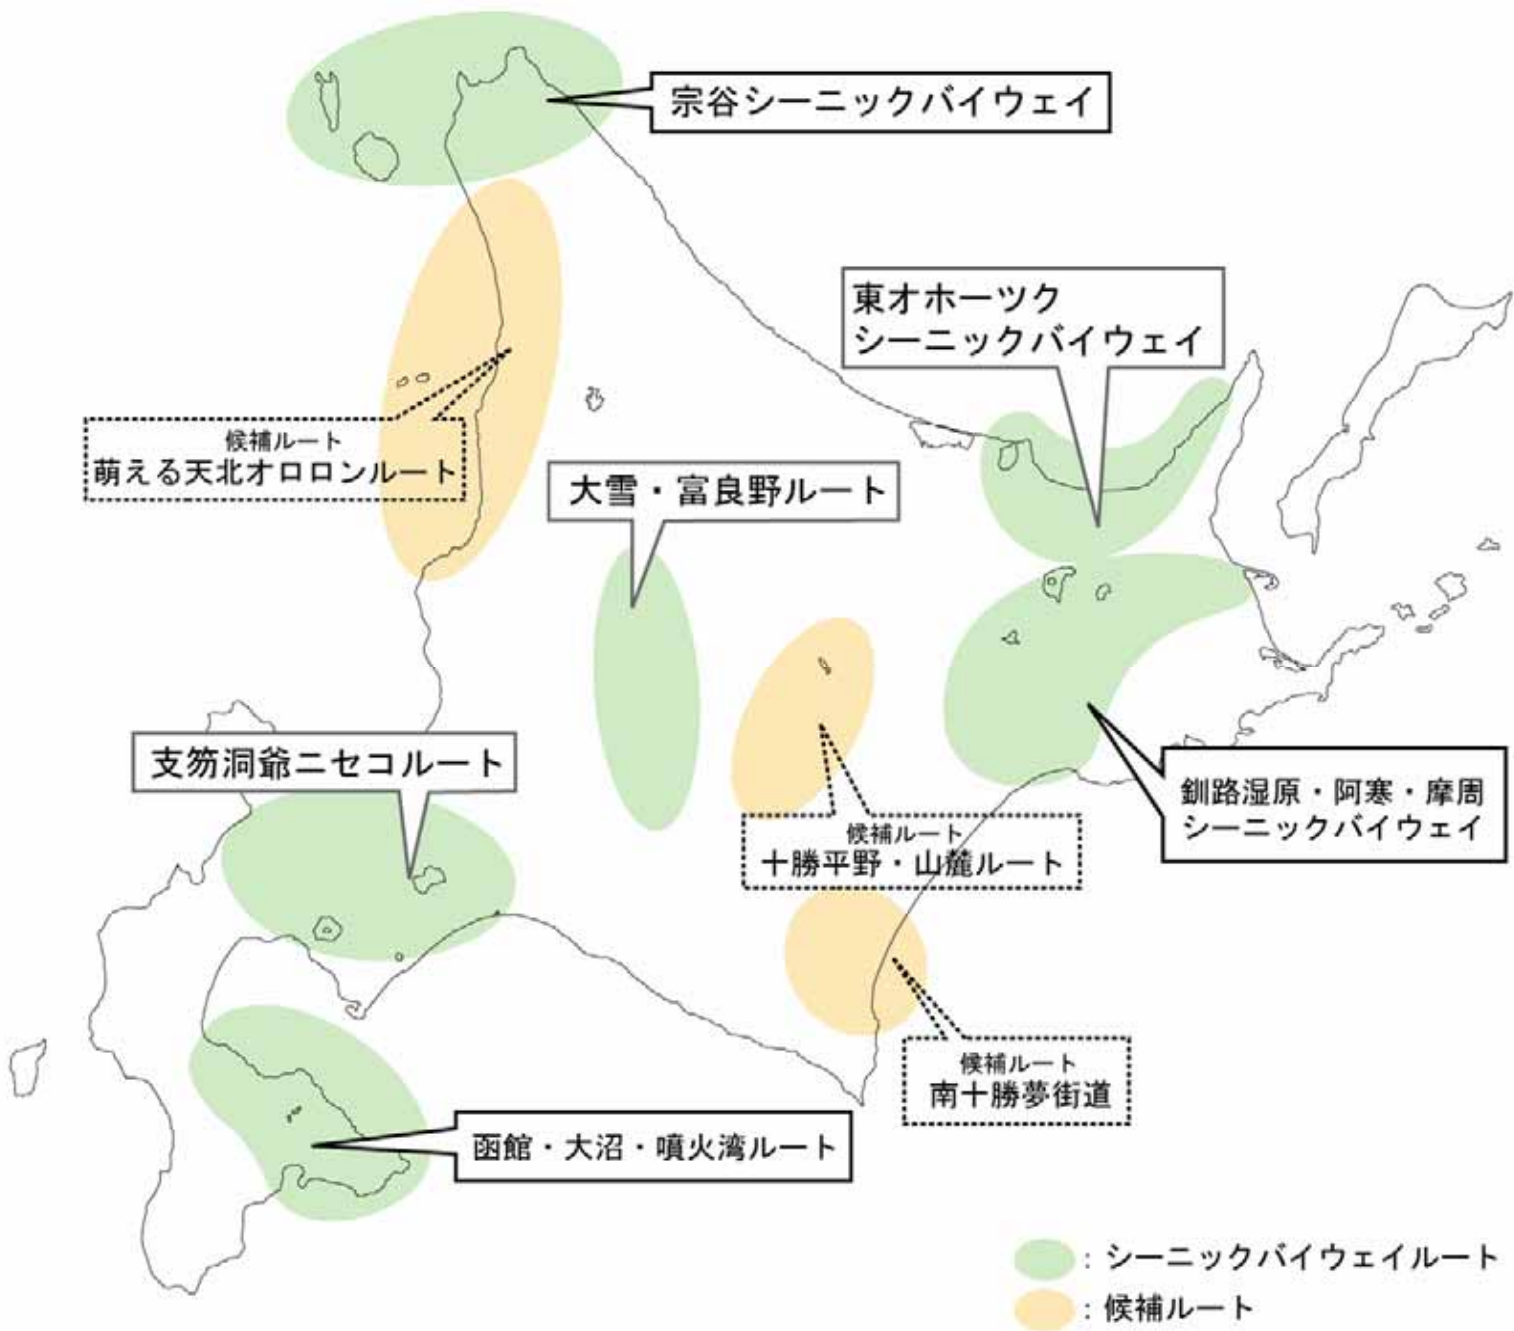 宗谷シーニックバイウェイ
東オホーツク
シーニックバイウェイ
候補ルート
萌える天北オロロンルート
大雪・富良野ルート
支笏洞爺ニセコルート
釧路湿原・阿寒・摩周
シーニックバイウェイ
候補ルート
十勝平野・山麓ルート
候補ルート
南十勝夢街道
函館・大沼・噴火湾ルート
：シーニックバイウェイルート
：候補ルート